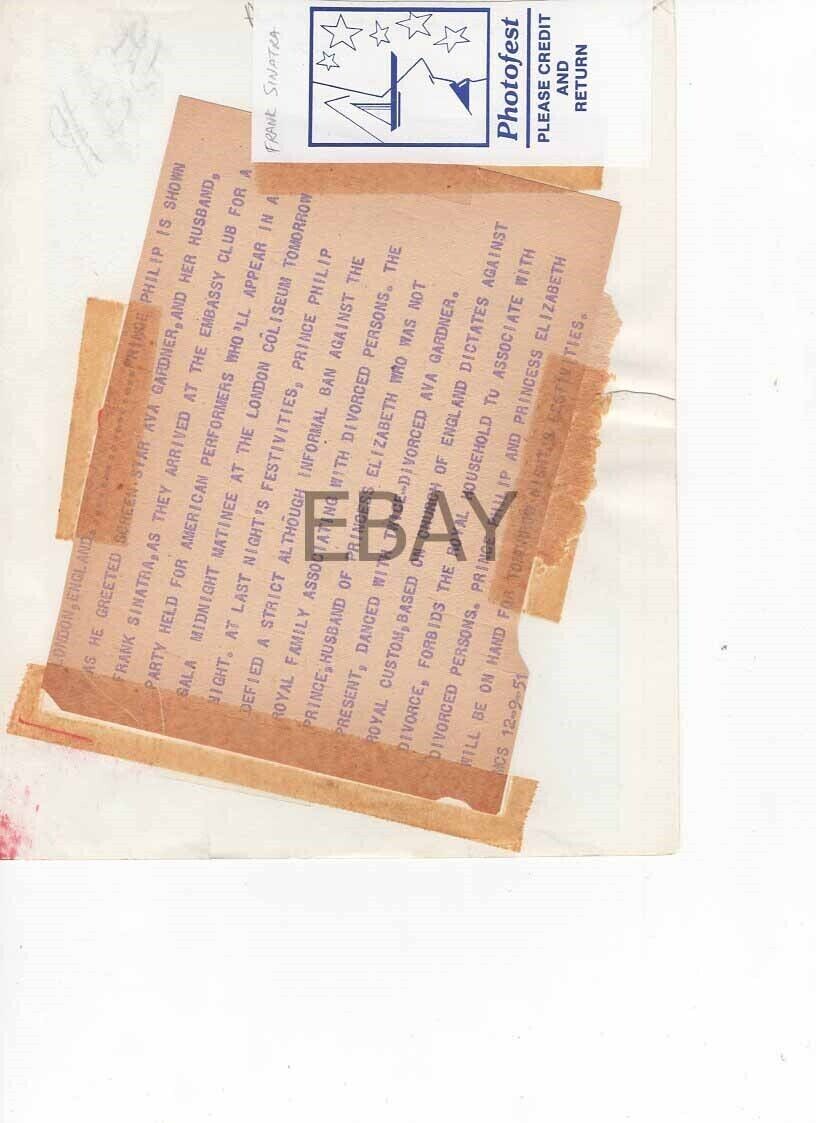 FRANK SINATRA
Photofest
PLEASE CREDIT
AND
RETURN
LONDON, ENGLAND. PRINCE PHILIP IS SHOWN
AS HE GREETED SCREEN STAR AVA GARDNER, AND HER HUSBAND,
FRANK SINATRA, AS THEY ARRIVED AT THE EMBASSY CLUB FOR A
PARTY HELD FOR AMERICAN PERFORMERS WHO'LL APPEAR IN A
GALA MIDNIGHT MATINEE AT THE LONDON COLISEUM TOMORROW
NIGHT. AT LAST NIGHT'S FESTIVITIES, PRINCE PHILIP
DEFIED A STRICT ALTHOUGH INFORMAL BAN AGAINST THE
ROYAL FAMILY ASSOCIATING WITH DIVORCED PERSONS. THE
PRINCE, HUSBAND OF PRINCESS ELIZABETH WHO WAS NOT
PRESENT, DANCED WITH TWICE-DIVORCED AVA GARDNER.
ROYAL CUSTOM, BASED ON CHURCH OF ENGLAND DICTATES AGAINST
DIVORCE, FORBIDS THE ROYAL HOUSEHOLD TO ASSOCIATE WITH
DIVORCED PERSONS. PRINCE PHILIP AND PRINCESS ELIZABETH
WILL BE ON HAND FOR TOMORROW NIGHT'S FESTIVITIES.
MCS 12-9-51
EBAY